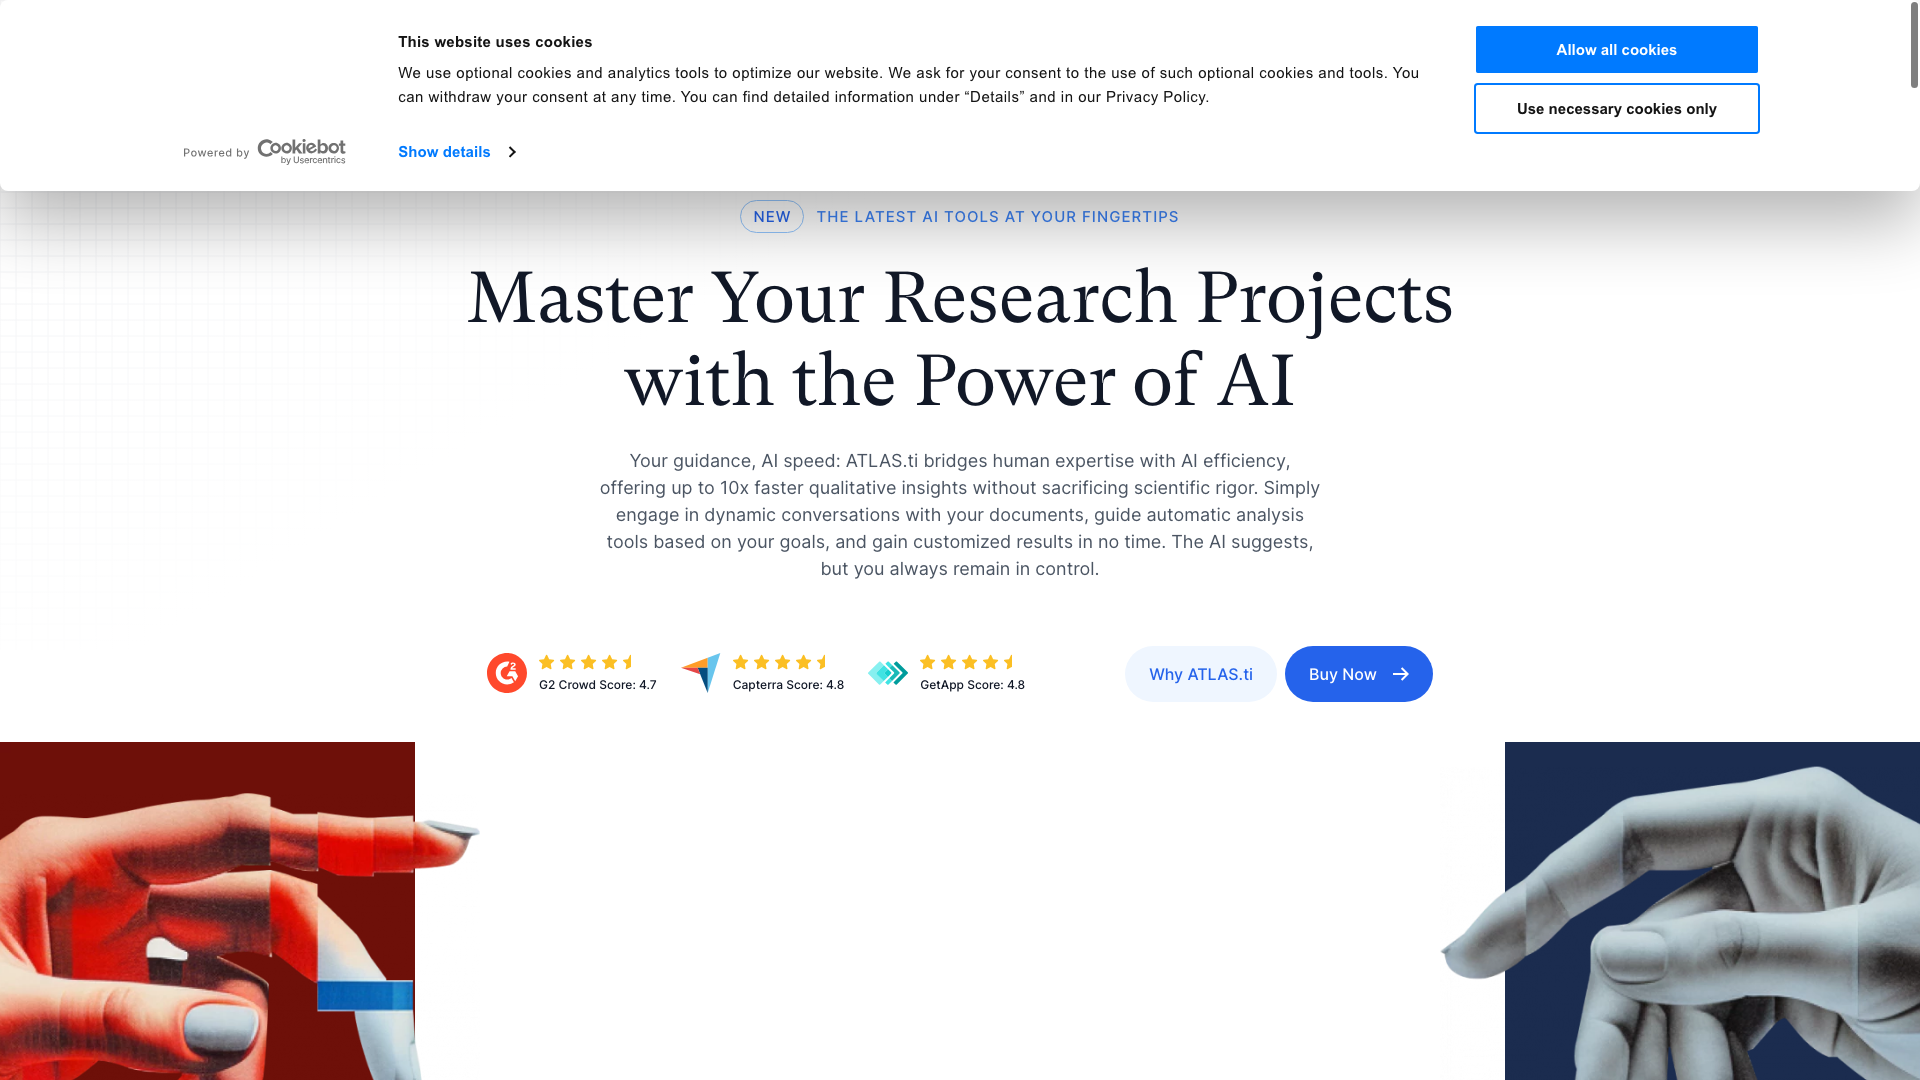 This website uses cookies
We use optional cookies and analytics tools to optimize our website. We ask for your consent to the use of such optional cookies and tools. You
can withdraw your consent at any time. You can find detailed information under “Details” and in our Privacy Policy.
Allow all cookies
Use necessary cookies only
Powered by Cookiebot
by Usercentrics
Show details
NEW THE LATEST AI TOOLS AT YOUR FINGERTIPS
Master Your Research Projects
with the Power of AI
Your guidance, AI speed: ATLAS.ti bridges human expertise with AI efficiency,
offering up to 10x faster qualitative insights without sacrificing scientific rigor. Simply
engage in dynamic conversations with your documents, guide automatic analysis
tools based on your goals, and gain customized results in no time. The AI suggests,
but you always remain in control.
G2 Crowd Score: 4.7
Capterra Score: 4.8
GetApp Score: 4.8
Why ATLAS.ti
Buy Now